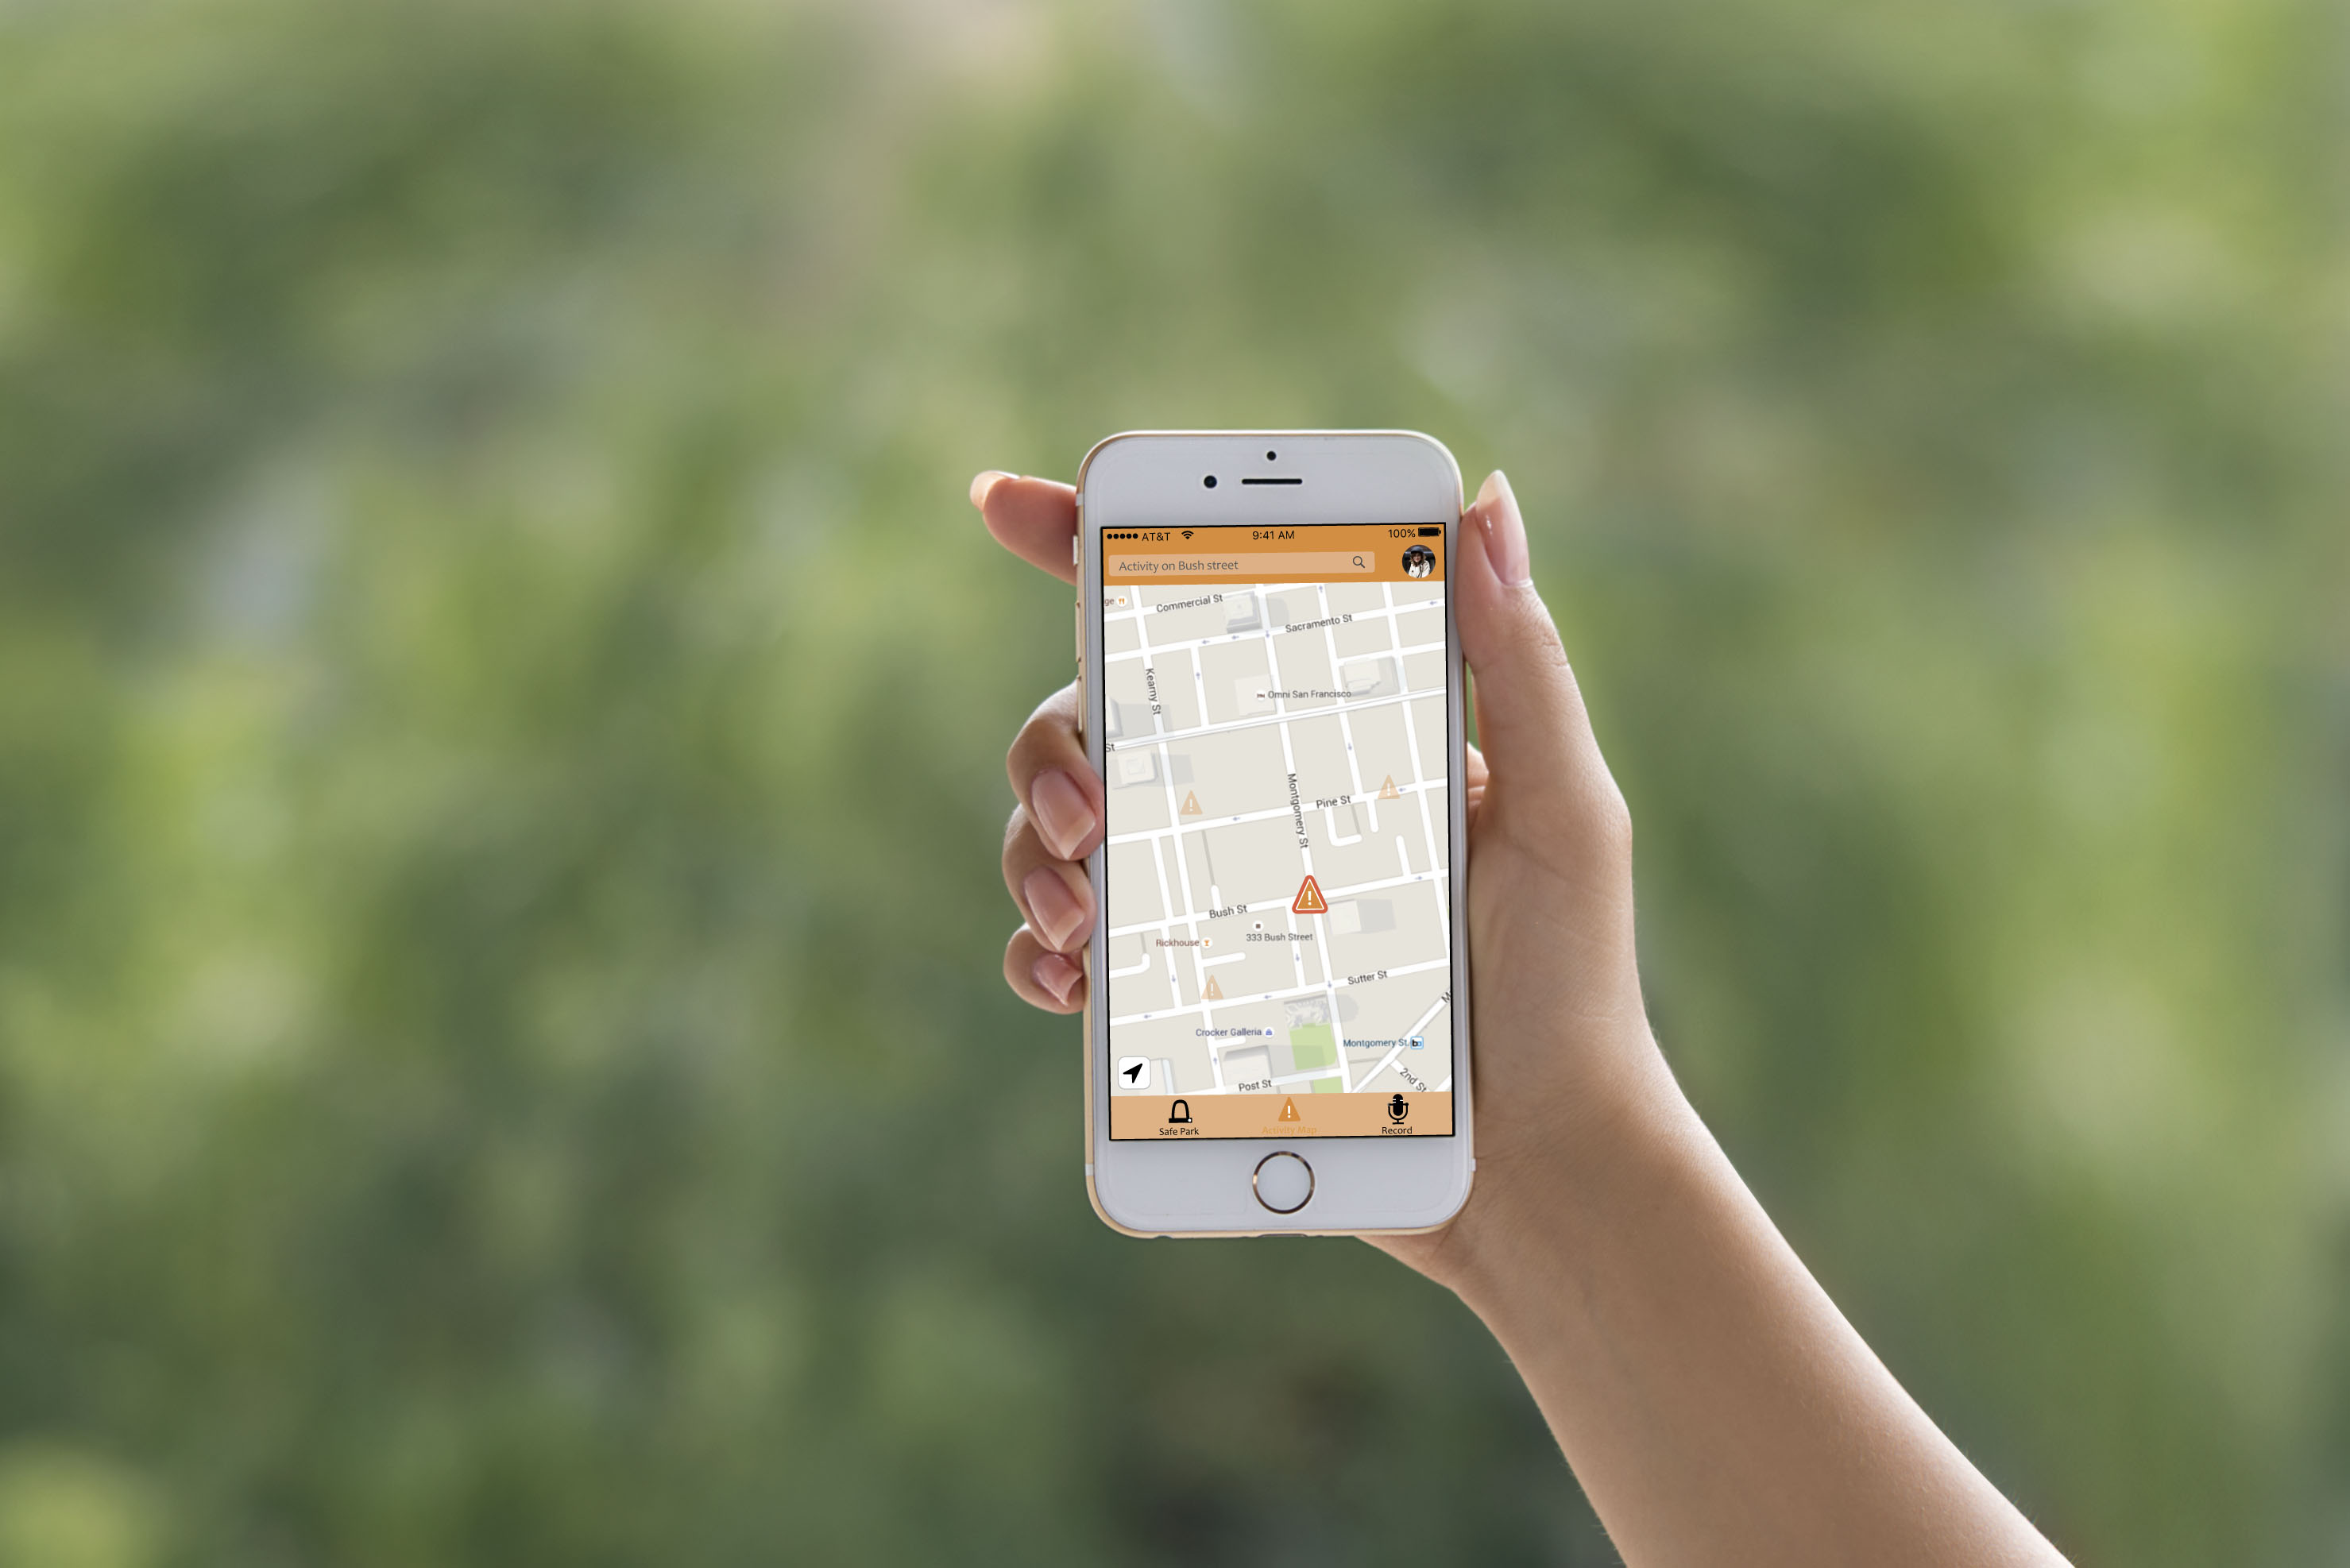 AT&T 9:41 AM 100%
Activity on Bush street
ge
Commercial St
Sacramento St
Kearny St
Omni San Francisco
St
Montgomery St
Pine St
Bush St
333 Bush Street
Rickhouse
Sutter St
Crocker Galleria
Montgomery St.
2nd St
Post St
Safe Park Activity Map Record